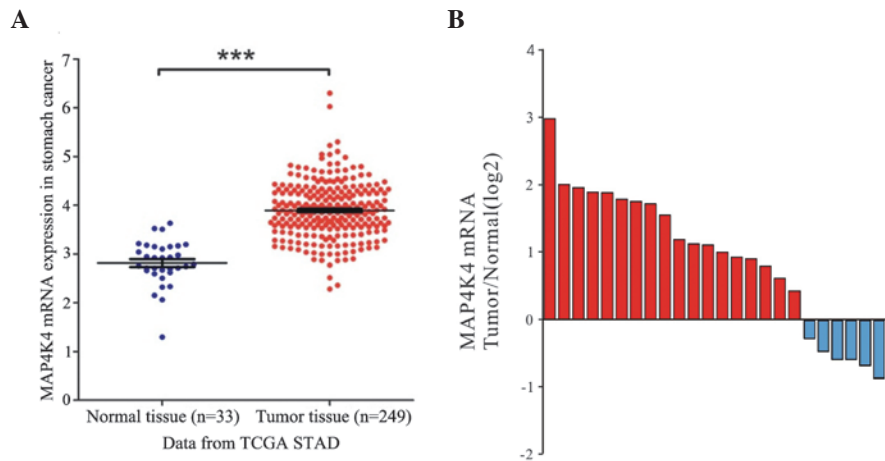 A
MAP4K4 mRNA expression in stomach cancer
7
6
5
4
3
2
1
0
***
Normal tissue (n=33) Tumor tissue (n=249)
Data from TCGA STAD
B
MAP4K4 mRNA
Tumor/Normal(log2)
4
3
2
1
0
-1
-2